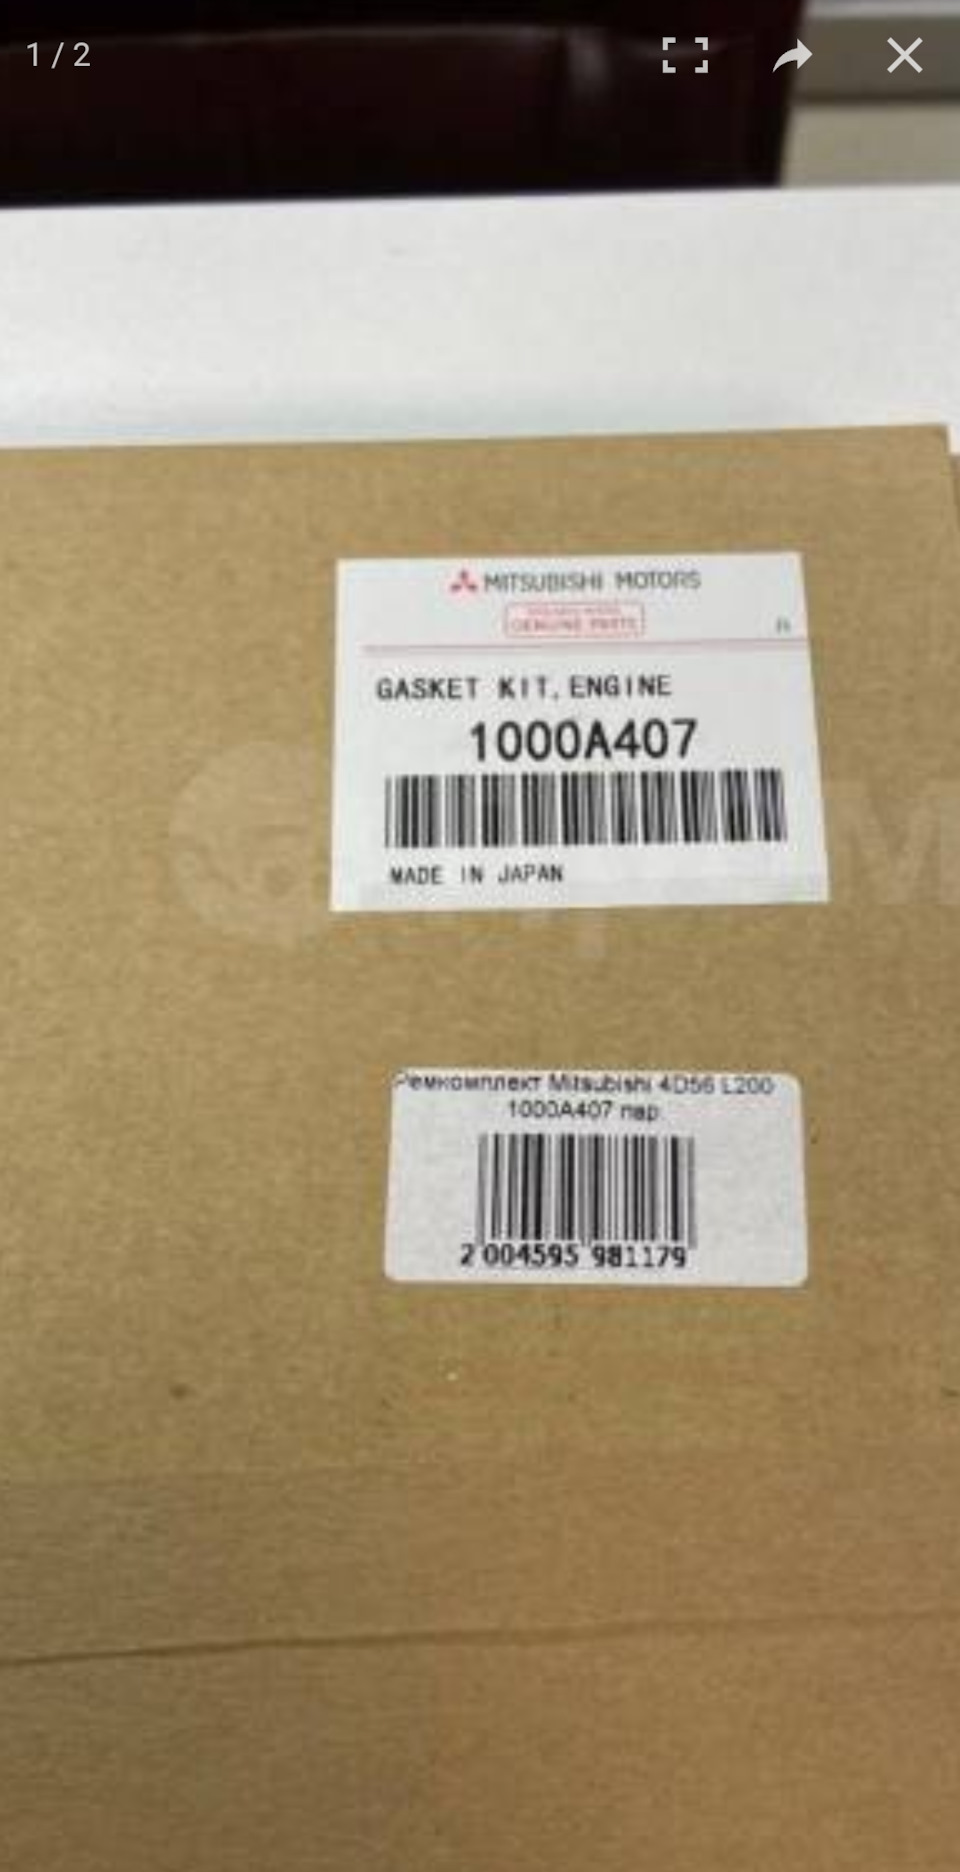 1 / 2
MITSUBISHI MOTORS
GENUINE PARTS
GASKET KIT, ENGINE
1000A407
MADE IN JAPAN
Ремкомплект Mitsubishi 4D56 L200
1000A407 пар
2 004595 981179